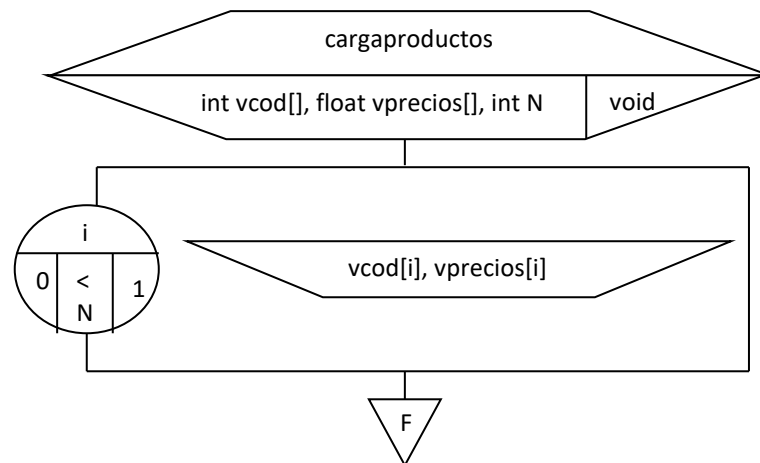 cargaproductos
int vcod[], float vprecios[], int N
void
i
0
<
N
1
vcod[i], vprecios[i]
F